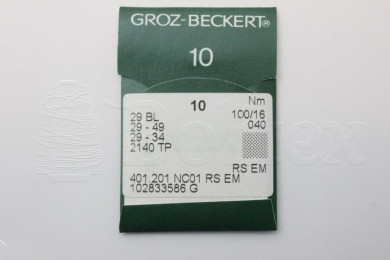 GROZ-BECKERT®
10
10 Nm
29 BL 100/16
29 - 49 040
29 - 34
2140 TP
RS EM
401.201 NC01 RS EM
102833586 G